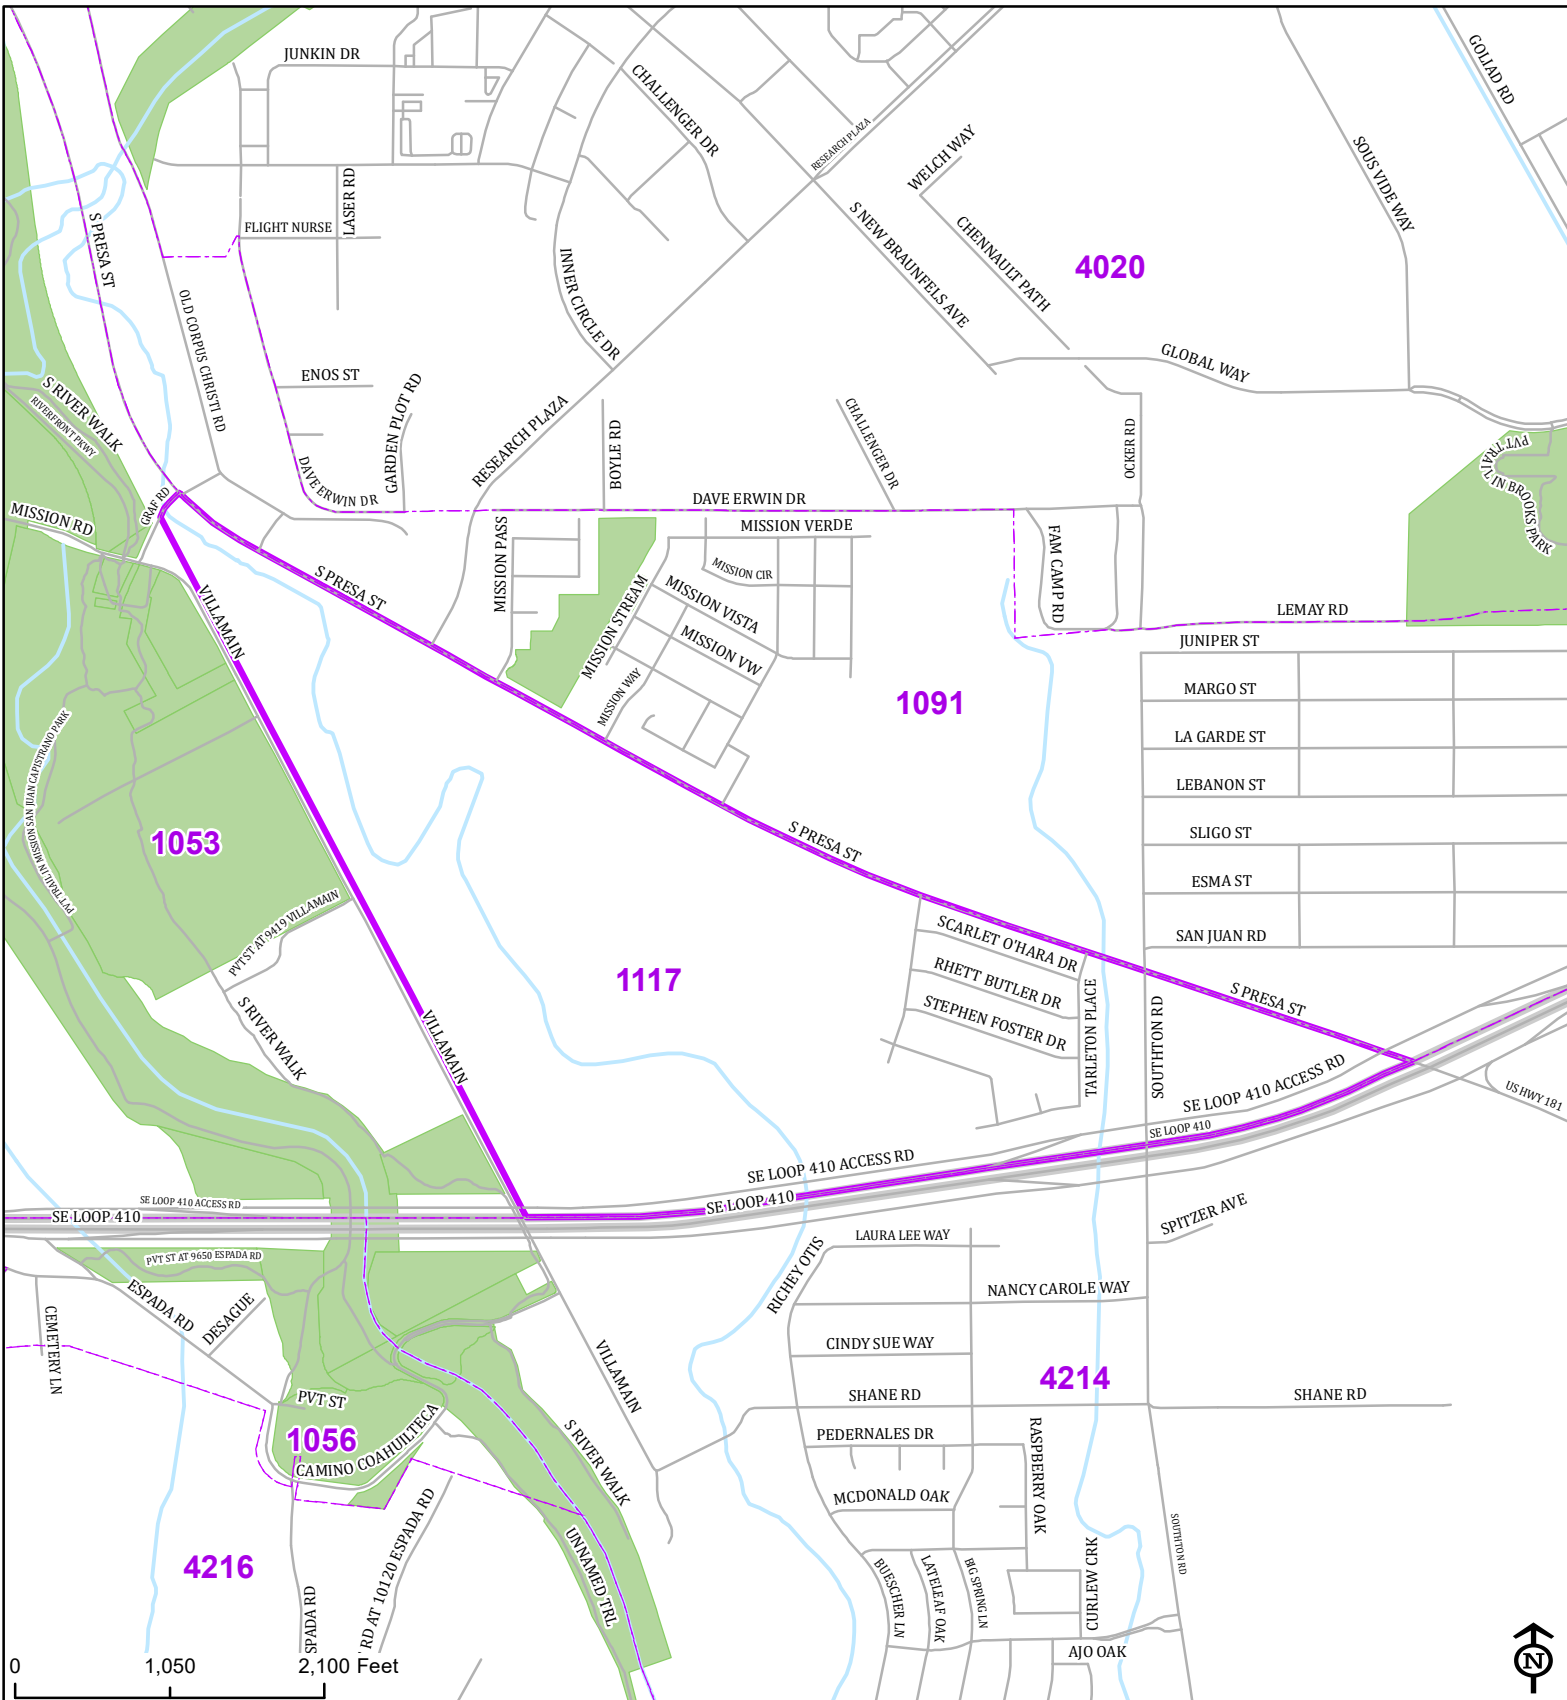 JUNKIN DR
GOLIAD RD
CHALLENGER DR
RESEARCH PLAZA
WELCH WAY
SOUS VIDE WAY
S PRESA ST
LASER RD
FLIGHT NURSE
S NEW BRAUNFELS AVE
CHENNAULT PATH
INNER CIRCLE DR
4020
OLD CORPUS CHRISTI RD
GLOBAL WAY
ENOS ST
GARDEN PLOT RD
S RIVER WALK
RIVERFRONT PKWY
RESEARCH PLAZA
BOYLE RD
CHALLENGER DR
OCKER RD
PVT TRAIL IN BROOKS PARK
DAVE ERWIN DR
DAVE ERWIN DR
GRAF RD
MISSION RD
MISSION VERDE
MISSION PASS
FAM CAMP RD
S PRESA ST
MISSION CIR
VILLAMAIN
MISSION STREAM
MISSION VISTA
LEMAY RD
JUNIPER ST
MISSION VW
MISSION WAY
MARGO ST
1091
LA GARDE ST
PVT TRAIL IN MISSION SAN JUAN CAPISTRANO PARK
LEBANON ST
S PRESA ST
SLIGO ST
1053
ESMA ST
PVT ST AT 9419 VILLAMAIN
SCARLET O'HARA DR
SAN JUAN RD
1117
RHETT BUTLER DR
S PRESA ST
STEPHEN FOSTER DR
S RIVER WALK
VILLAMAIN
TARLETON PLACE
SOUTHTON RD
SE LOOP 410 ACCESS RD
US HWY 181
SE LOOP 410
SE LOOP 410 ACCESS RD
SE LOOP 410 ACCESS RD
SE LOOP 410
SE LOOP 410
SPITZER AVE
LAURA LEE WAY
PVT ST AT 9650 ESPADA RD
RICHEY OTIS
ESPADA RD
DESAGUE
NANCY CAROLE WAY
CEMETERY LN
CINDY SUE WAY
VILLAMAIN
4214
PVT ST
SHANE RD
SHANE RD
1056
CAMINO COAHUILTECA
PEDERNALES DR
RASPBERRY OAK
S RIVER WALK
MCDONALD OAK
SOUTHTON RD
4216
RD AT 10120 ESPADA RD
UNNAMED TRL
BUESCHER LN
LATELEAF OAK
BIG SPRING LN
CURLEW CRK
SPADA RD
AJO OAK
0 1,050 2,100 Feet
N